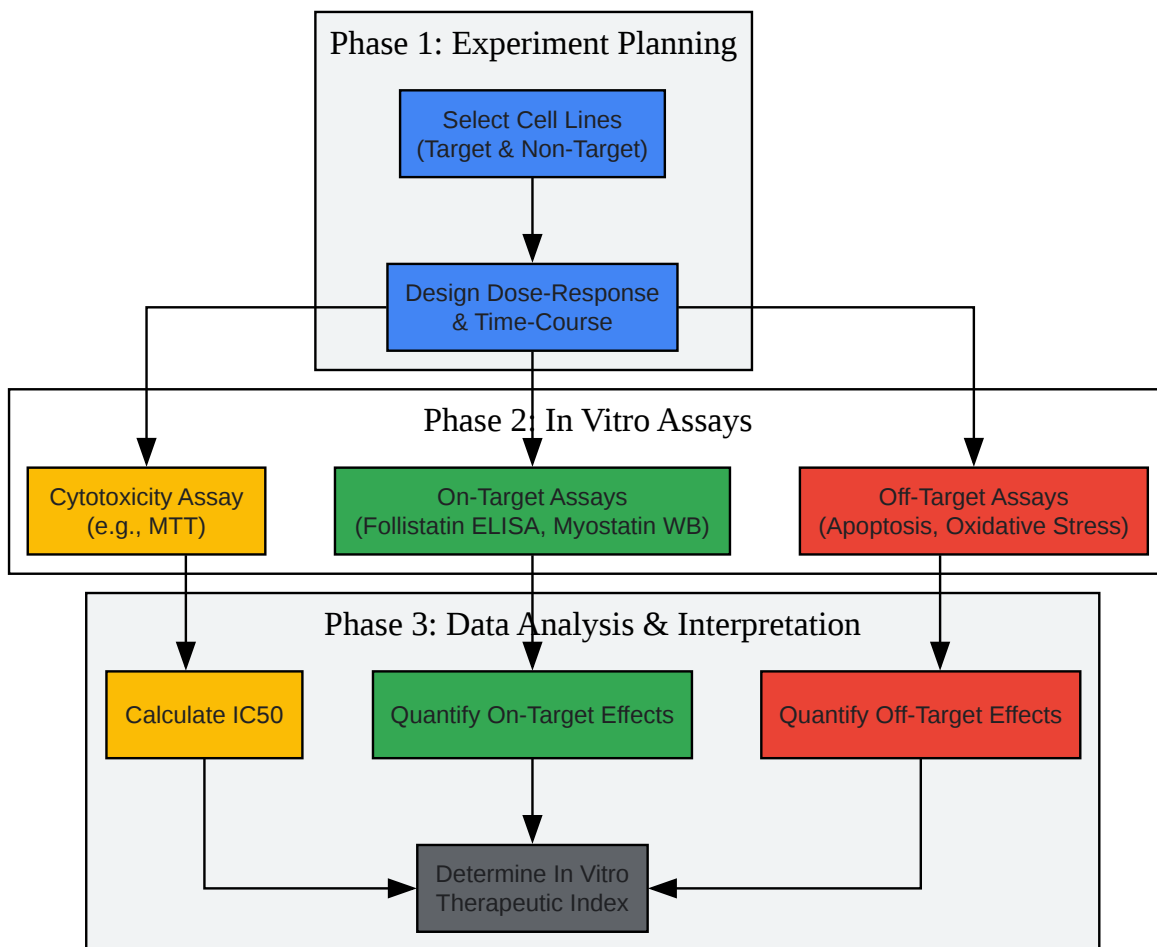 Phase 1: Experiment Planning
Select Cell Lines
(Target & Non-Target)
Design Dose-Response
& Time-Course
Phase 2: In Vitro Assays
Cytotoxicity Assay
(e.g., MTT)
On-Target Assays
(Follistatin ELISA, Myostatin WB)
Off-Target Assays
(Apoptosis, Oxidative Stress)
Phase 3: Data Analysis & Interpretation
Calculate IC50
Quantify On-Target Effects
Quantify Off-Target Effects
Determine In Vitro
Therapeutic Index